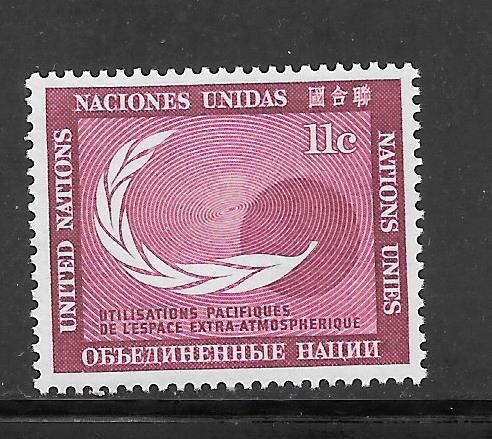 NACIONES UNIDAS 國合聯
11c
UNITED NATIONS
NATIONS UNIES
UTILISATIONS PACIFIQUES
DE L'ESPACE EXTRA-ATMOSPHERIQUE
ОБЪЕДИНЕННЫЕ НАЦИИ